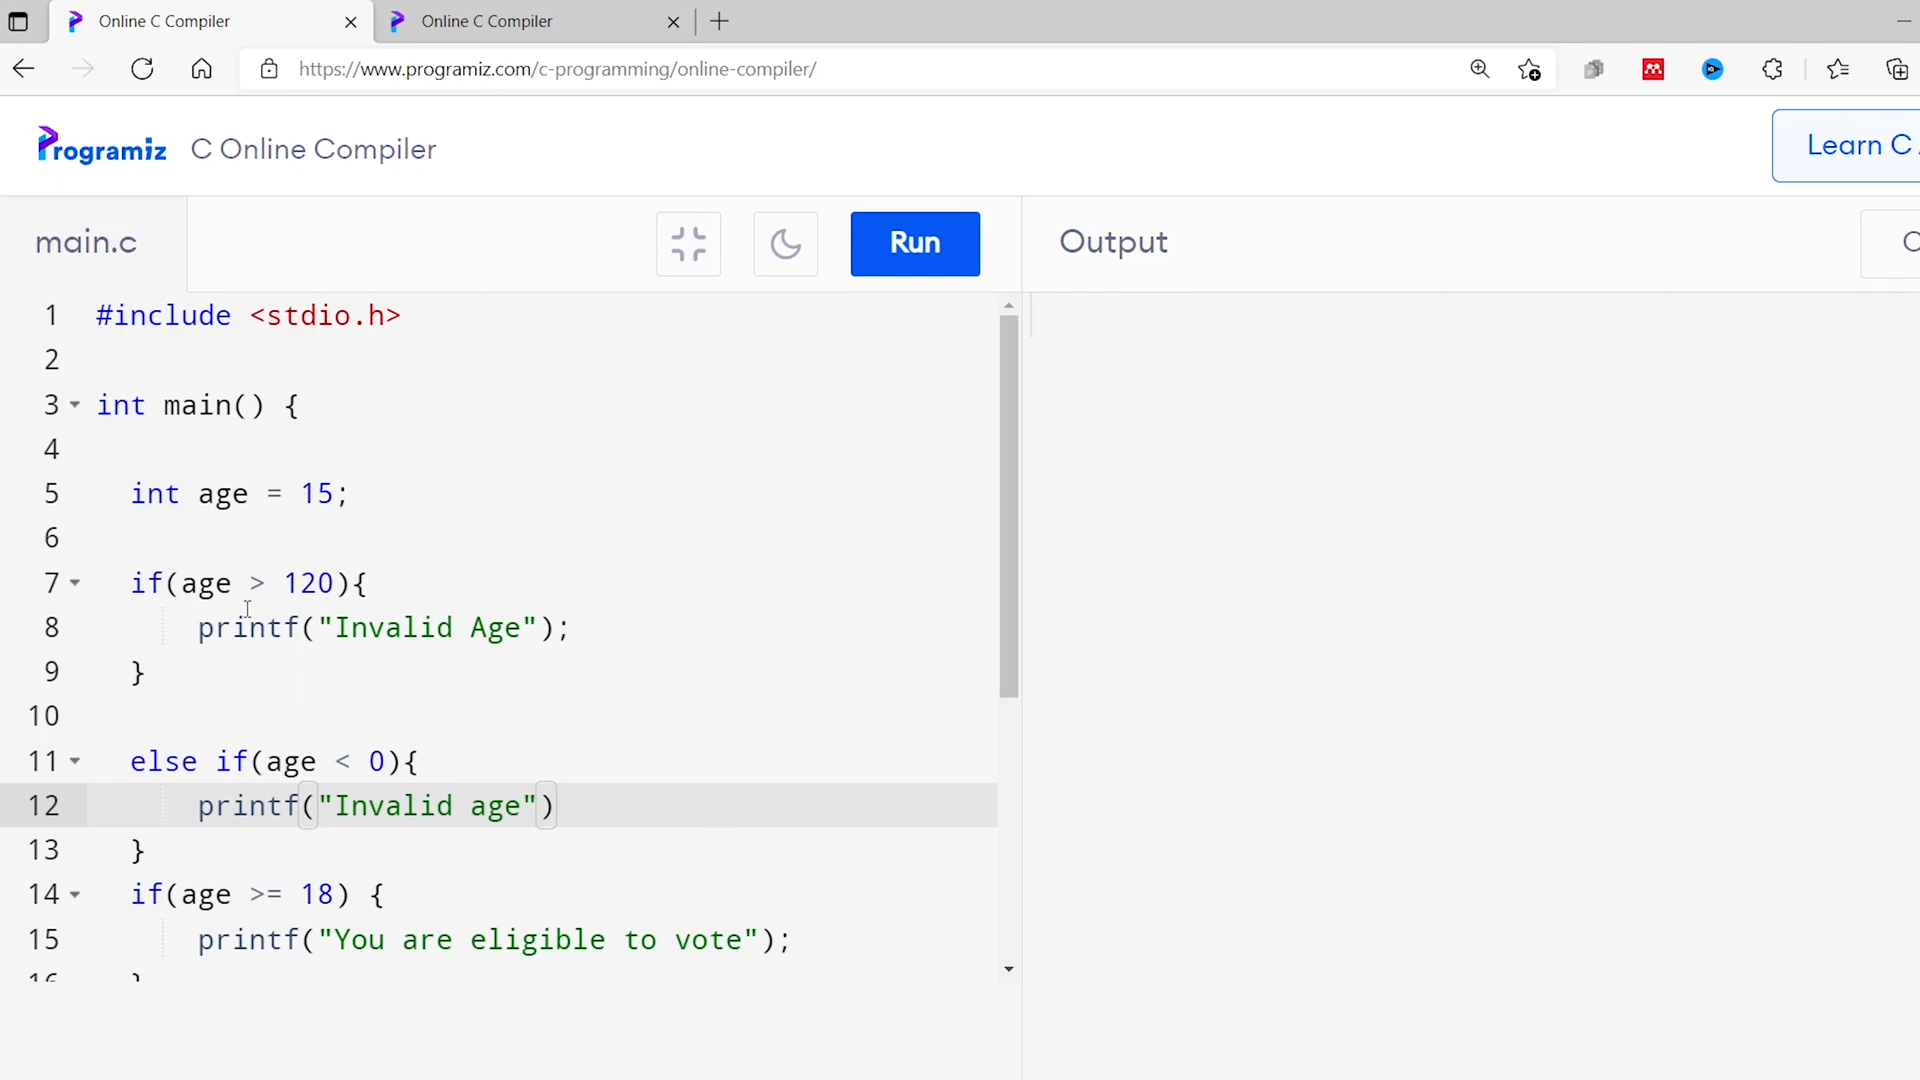 Online C Compiler
Online C Compiler
https://www.programiz.com/c-programming/online-compiler/
Programiz
C Online Compiler
Learn C
main.c
Run
Output
1 #include <stdio.h>
2
3 int main() {
4
5 int age = 15;
6
7 if(age > 120){
8 printf("Invalid Age");
9 }
10
11 else if(age < 0){
12 printf("Invalid age")
13 }
14 if(age >= 18) {
15 printf("You are eligible to vote");
16 }